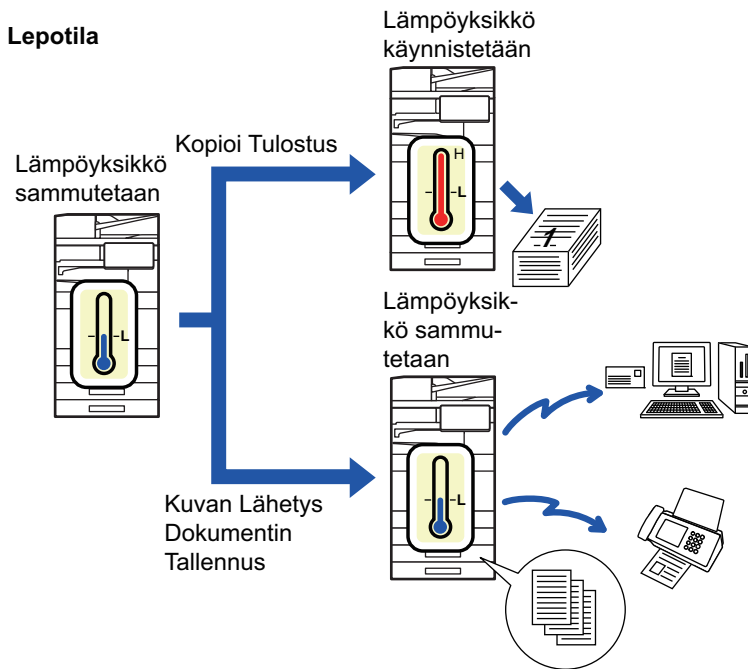 Lepotila
Lämpöyksikkö
sammutetaan
L
Kopioi Tulostus
Lämpöyksikkö
käynnistetään
H
L
1
Lämpöyksik-
kö sammu-
tetaan
L
Kuvan Lähetys
Dokumentin
Tallennus